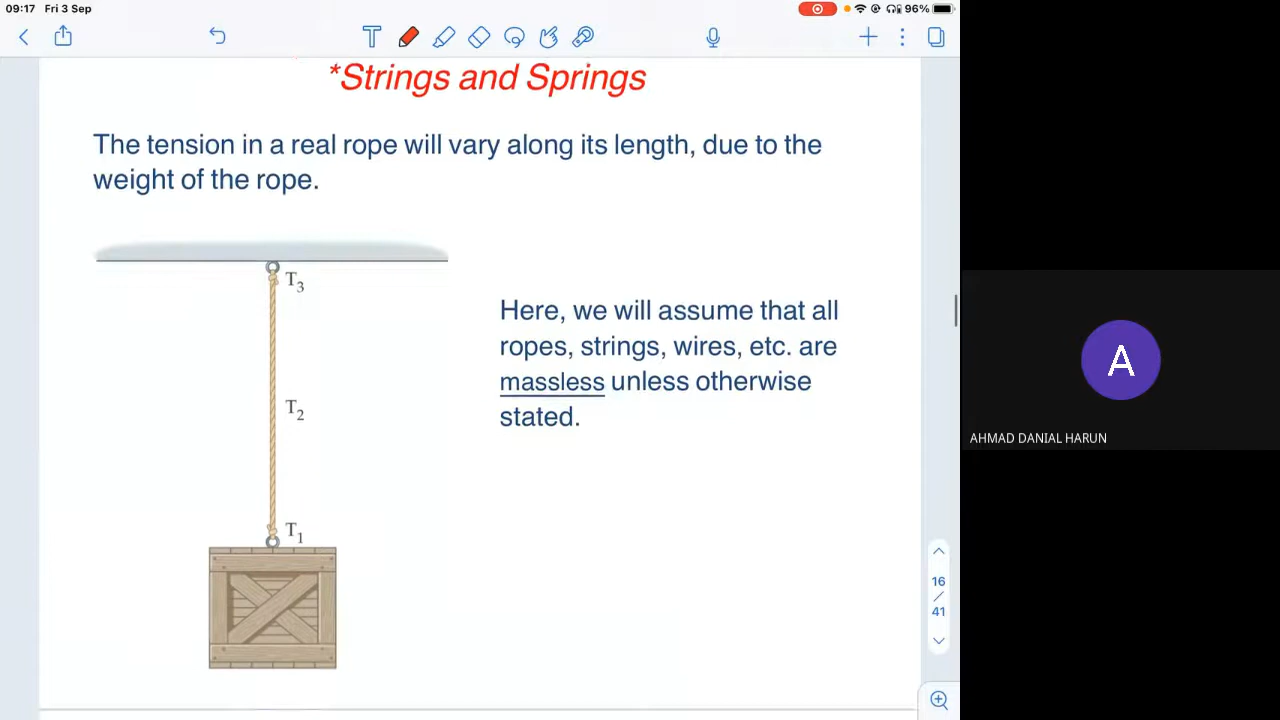 09:17 Fri 3 Sep
96%
T
*Strings and Springs
The tension in a real rope will vary along its length, due to the
weight of the rope.
T3
Here, we will assume that all
ropes, strings, wires, etc. are
massless unless otherwise
stated.
T2
T1
A
AHMAD DANIAL HARUN
16
/
41